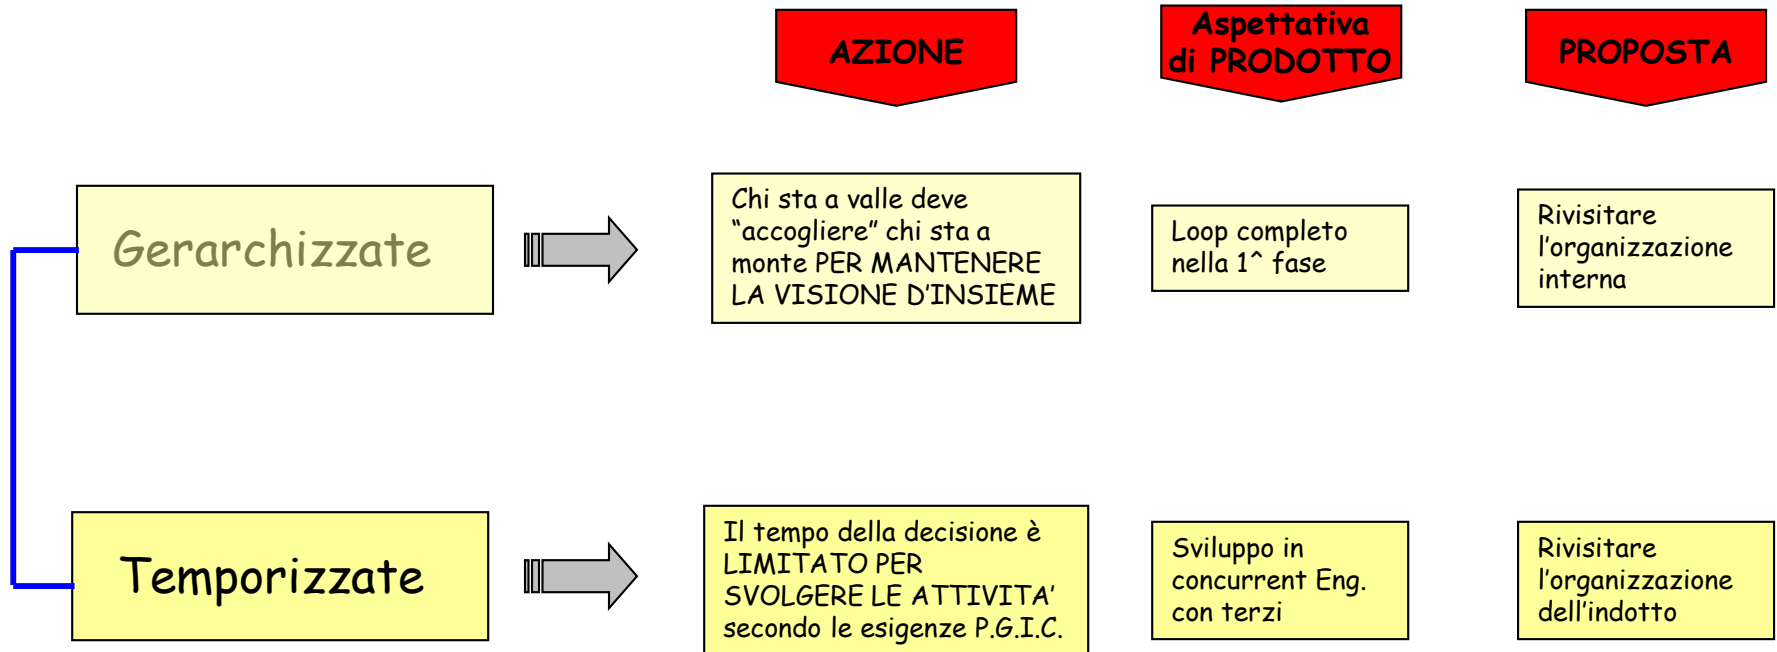 AZIONE
Aspettativa
di PRODOTTO
PROPOSTA
Gerarchizzate
Chi sta a valle deve
“accogliere” chi sta a
monte PER MANTENERE
LA VISIONE D’INSIEME
Loop completo
nella 1^ fase
Rivisitare
l’organizzazione
interna
Temporizzate
Il tempo della decisione è
LIMITATO PER
SVOLGERE LE ATTIVITA’
secondo le esigenze P.G.I.C.
Sviluppo in
concurrent Eng.
con terzi
Rivisitare
l’organizzazione
dell’indotto